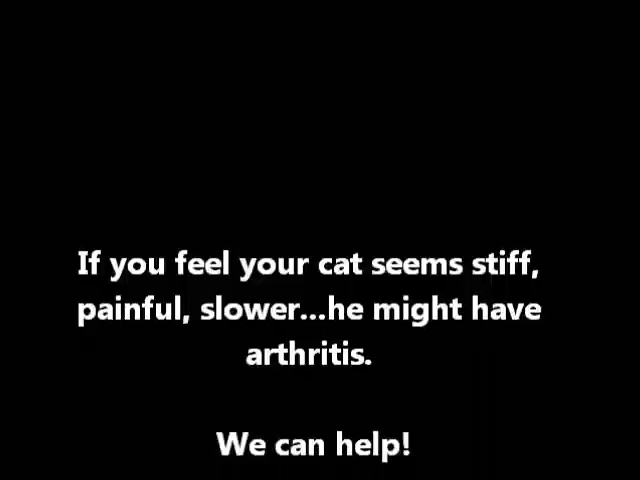 If you feel your cat seems stiff,
painful, slower...he might have
arthritis.
We can help!